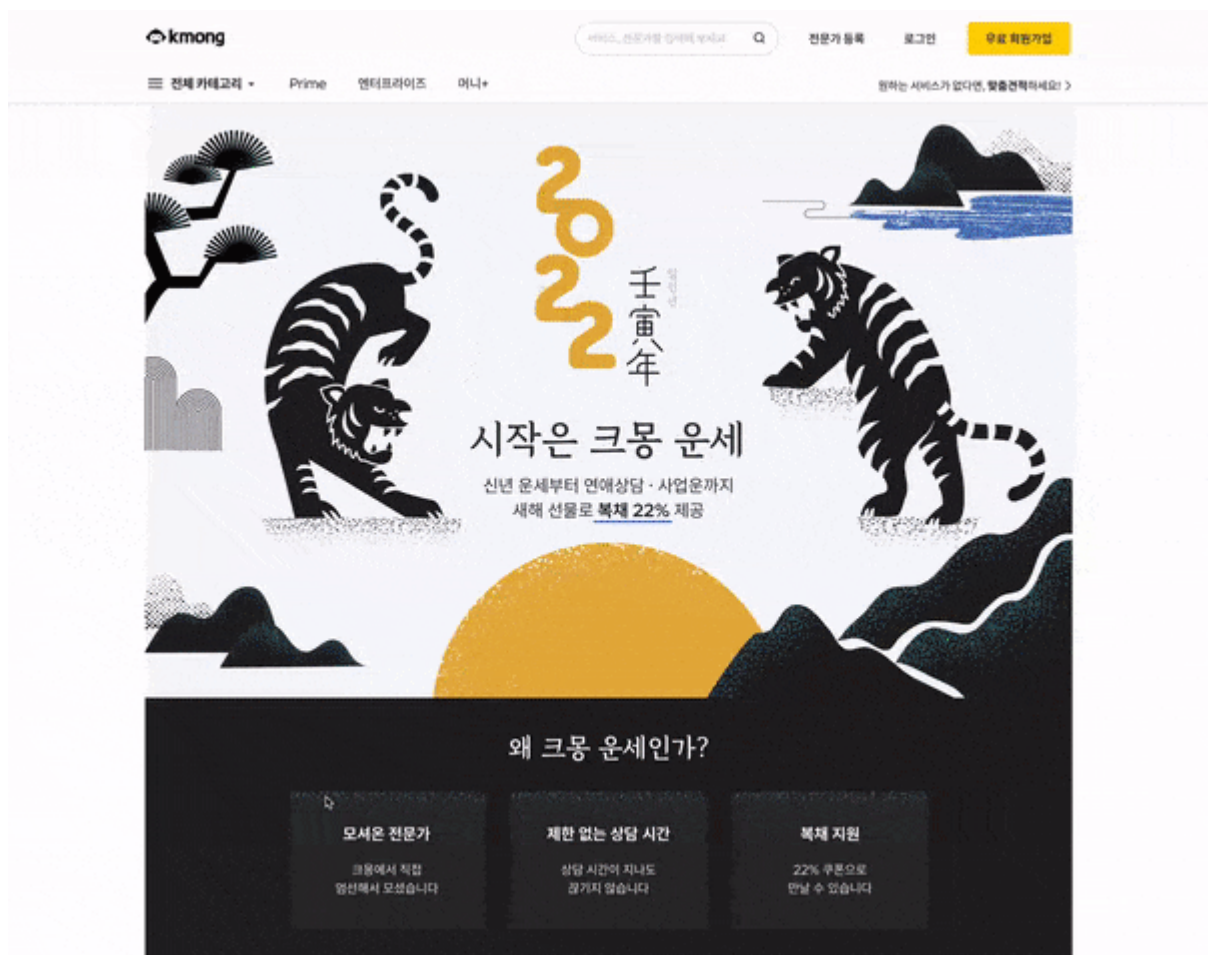 kmong
전문가 등록
로그인
무료 회원가입
전체 카테고리
Prime
엔터프라이즈
머니+
원하는 서비스가 없다면, 맞춤견적하세요!
2022
壬寅年
시작은 크몽 운세
신년 운세부터 연애상담 · 사업운까지
새해 선물로 복채 22% 제공
왜 크몽 운세인가?
모셔온 전문가
크몽에서 직접
엄선해서 모셨습니다
제한 없는 상담 시간
상담 시간이 지나도
끊기지 않습니다
복채 지원
22% 쿠폰으로
만날 수 있습니다